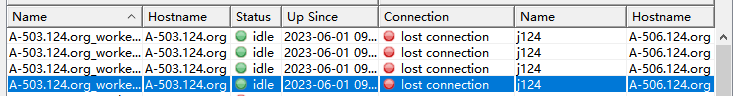 Name Hostname Status Up Since Connection Name Hostname
A-503.124.org_worke... A-503.124.org idle 2023-06-01 09... lost connection j124 A-506.124.org
A-503.124.org_worke... A-503.124.org idle 2023-06-01 09... lost connection j124 A-506.124.org
A-503.124.org_worke... A-503.124.org idle 2023-06-01 09... lost connection j124 A-506.124.org
A-503.124.org_worke... A-503.124.org idle 2023-06-01 09... lost connection j124 A-506.124.org